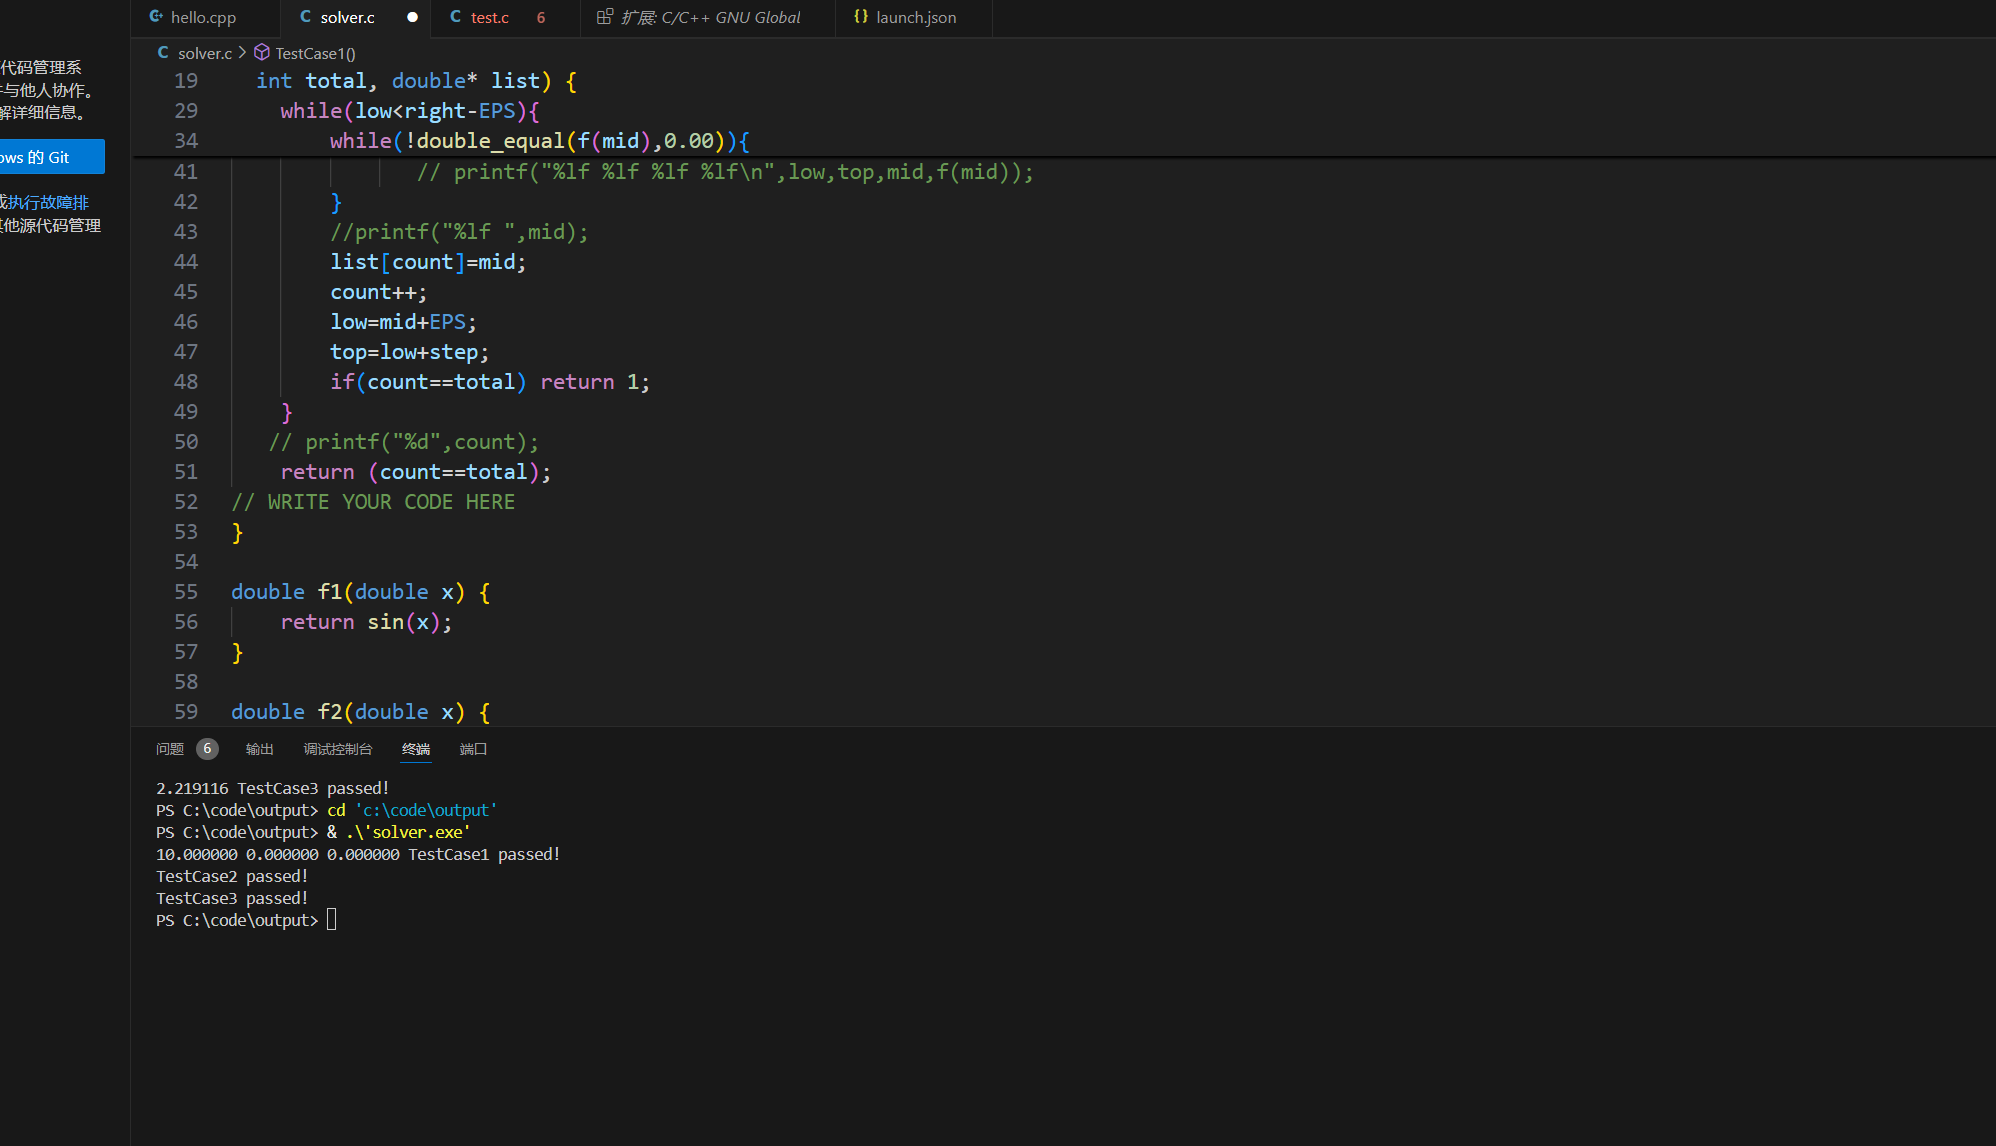 hello.cpp
solver.c
test.c 6
扩展: C/C++ GNU Global
launch.json
solver.c > TestCase1()
代码管理系
与他人协作。
解详细信息。
ows 的 Git
执行故障排
他源代码管理
19 int total, double* list) {
29 while(low<right-EPS){
34 while(!double_equal(f(mid),0.00)){
41 // printf("%lf %lf %lf %lf\n",low,top,mid,f(mid));
42 }
43 //printf("%lf ",mid);
44 list[count]=mid;
45 count++;
46 low=mid+EPS;
47 top=low+step;
48 if(count==total) return 1;
49 }
50 // printf("%d",count);
51 return (count==total);
52 // WRITE YOUR CODE HERE
53 }
54
55 double f1(double x) {
56 return sin(x);
57 }
58
59 double f2(double x) {
问题 6 输出 调试控制台 终端 端口
2.219116 TestCase3 passed!
PS C:\code\output> cd 'c:\code\output'
PS C:\code\output> & .\'solver.exe'
10.000000 0.000000 0.000000 TestCase1 passed!
TestCase2 passed!
TestCase3 passed!
PS C:\code\output>